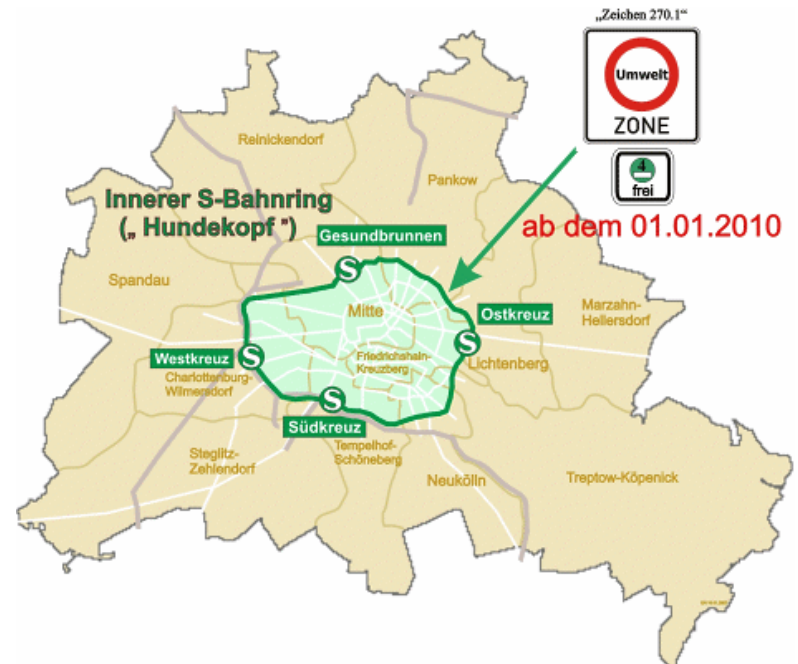 „Zeichen 270.1“
Umwelt
ZONE
4
frei
ab dem 01.01.2010
Reinickendorf
Pankow
Innerer S-Bahnring
(„ Hundekopf ”)
Gesundbrunnen
S
Spandau
Mitte
Ostkreuz
S
Marzahn-
Hellersdorf
Westkreuz
S
Friedrichshain-
Kreuzberg
Lichtenberg
Charlottenburg-
Wilmersdorf
S
Südkreuz
Steglitz-
Zehlendorf
Tempelhof-
Schöneberg
Neukölln
Treptow-Köpenick